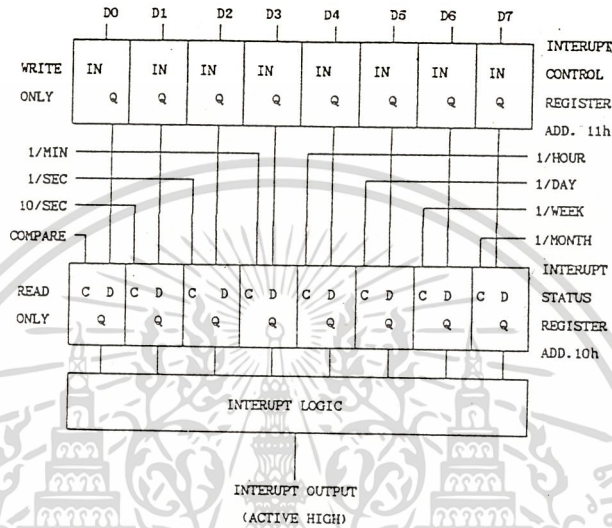 D0 D1 D2 D3 D4 D5 D6 D7
INTERUPT
WRITE IN IN IN IN IN IN IN IN CONTROL
ONLY Q Q Q Q Q Q Q Q REGISTER
ADD. 11h
1/MIN 1/HOUR
1/SEC 1/DAY
10/SEC 1/WEEK
COMPARE 1/MONTH
INTERUPT
READ C D C D C D C D C D C D C D C D STATUS
ONLY Q Q Q Q Q Q Q Q REGISTER
ADD.10h
INTERUPT LOGIC
INTERUPT OUTPUT
(ACTIVE HIGH)